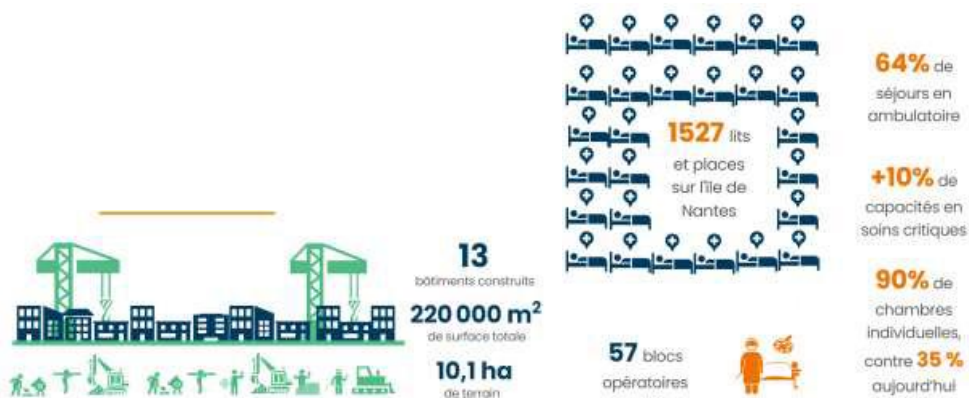 13
bâtiments construits
220 000 m²
de surface totale
10,1 ha
de terrain
1527 lits
et places
sur l'île de
Nantes
57 blocs
opératoires
64% de
séjours en
ambulatoire
+10% de
capacités en
soins critiques
90% de
chambres
individuelles,
contre 35 %
aujourd'hui